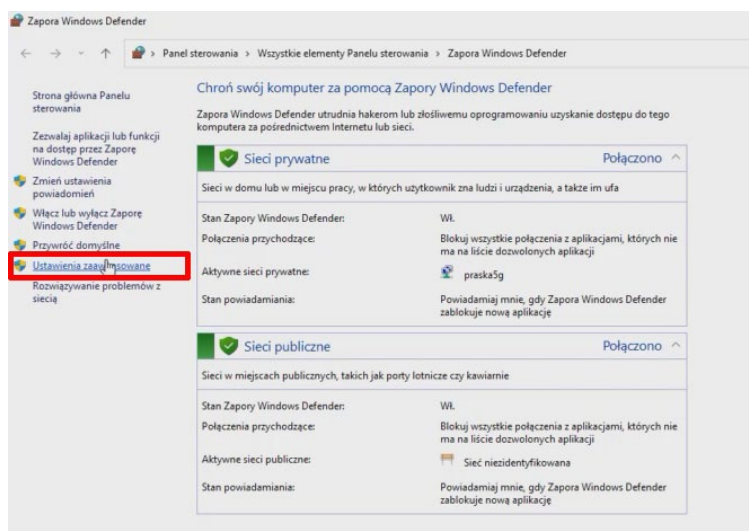 Zapora Windows Defender
Panel sterowania > Wszystkie elementy Panelu sterowania > Zapora Windows Defender
Strona główna Panelu
sterowania
Zezwalaj aplikacji lub funkcji
na dostęp przez Zaporę
Windows Defender
Zmień ustawienia
powiadomień
Włącz lub wyłącz Zaporę
Windows Defender
Przywróć domyślne
Ustawienia zaawansowane
Rozwiązywanie problemów z
siecią
Chroń swój komputer za pomocą Zapory Windows Defender
Zapora Windows Defender utrudnia hakerom lub złośliwemu oprogramowaniu uzyskanie dostępu do tego
komputera za pośrednictwem Internetu lub sieci.
Sieci prywatne Połączono
Sieci w domu lub w miejscu pracy, w których użytkownik zna ludzi i urządzenia, a także im ufa
Stan Zapory Windows Defender: Wł.
Połączenia przychodzące: Blokuj wszystkie połączenia z aplikacjami, których nie
ma na liście dozwolonych aplikacji
Aktywne sieci prywatne: praska5g
Stan powiadamiania: Powiadamiaj mnie, gdy Zapora Windows Defender
zablokuje nową aplikację
Sieci publiczne Połączono
Sieci w miejscach publicznych, takich jak porty lotnicze czy kawiarnie
Stan Zapory Windows Defender: Wł.
Połączenia przychodzące: Blokuj wszystkie połączenia z aplikacjami, których nie
ma na liście dozwolonych aplikacji
Aktywne sieci publiczne: Sieć niezidentyfikowana
Stan powiadamiania: Powiadamiaj mnie, gdy Zapora Windows Defender
zablokuje nową aplikację